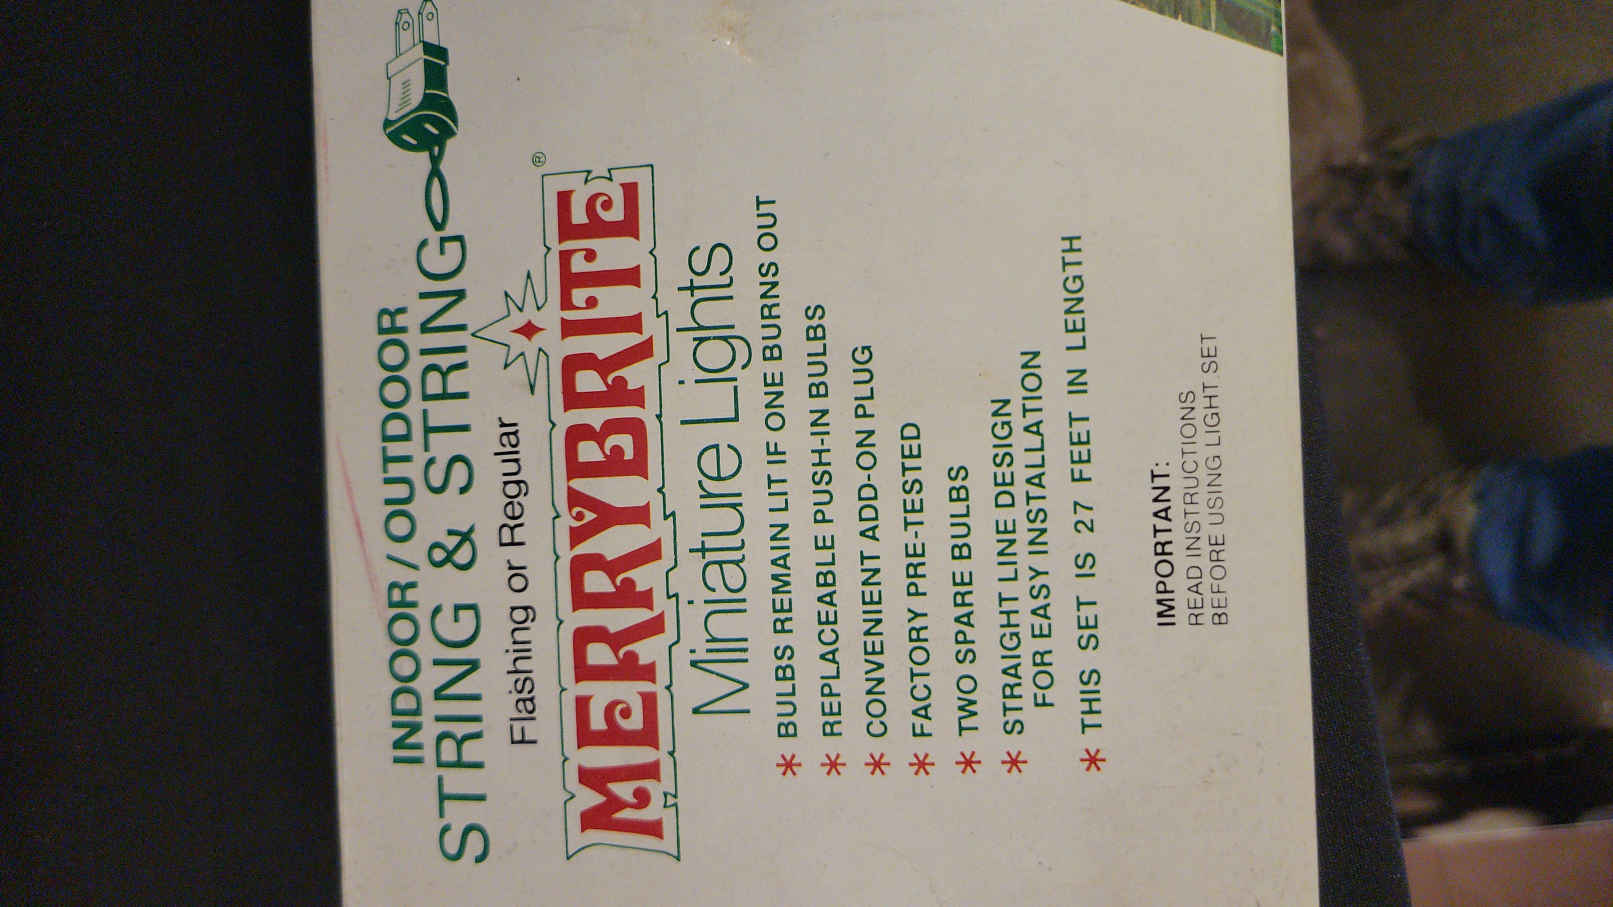 INDOOR/OUTDOOR
STRING & STRING
Flashing or Regular
MERRYBRITE®
Miniature Lights
* BULBS REMAIN LIT IF ONE BURNS OUT
* REPLACEABLE PUSH-IN BULBS
* CONVENIENT ADD-ON PLUG
* FACTORY PRE-TESTED
* TWO SPARE BULBS
* STRAIGHT LINE DESIGN
FOR EASY INSTALLATION
* THIS SET IS 27 FEET IN LENGTH
IMPORTANT:
READ INSTRUCTIONS
BEFORE USING LIGHT SET